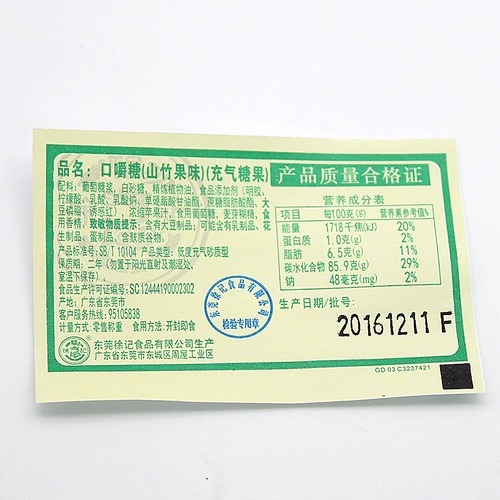 品名：口嚼糖(山竹果味)(充气糖果)
配料：葡萄糖浆，白砂糖，精炼植物油，食品添加剂（明胶，
柠檬酸、乳酸、乳酸钠，单硬脂酸甘油酯、蔗糖脂肪酸酯、大
豆磷脂、诱惑红），浓缩苹果汁，食用葡萄糖，麦芽糊精，食
用香精，致敏物质提示：含有大豆制品；可能含有乳制品、花
生制品、蛋制品、含麸质谷物。
产品标准号：SB/T 10104 产品类型：低度充气砂质型
保质期：二年（勿置于阳光直射及潮湿处，
室温下保存）
食品生产许可证编号：SC12444190002302
产地：广东省东莞市
客户服务热线：95105838
计量方式：零售称重 食用方法：开封即食
东莞徐记食品有限公司生产
广东省东莞市东城区周屋工业区
产品质量合格证
营养成分表
项目 每100克(g) 营养素参考值%
能量 1718千焦(kJ) 20%
蛋白质 1.0克(g) 2%
脂肪 6.5克(g) 11%
碳水化合物 85.9克(g) 29%
钠 48毫克(mg) 2%
生产日期/批号：
20161211 F
东莞徐记食品有限公司
检验专用章
GD 03 C3237421